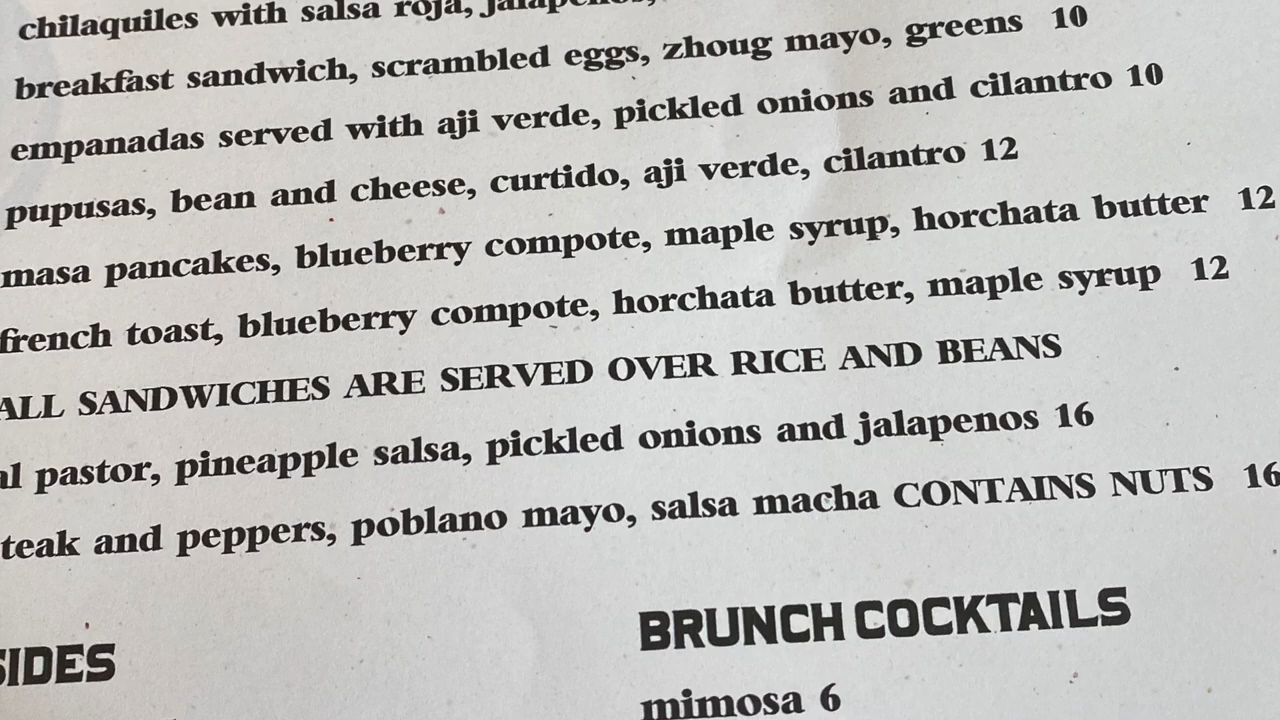 chilaquiles with salsa roja, jalapeños,
breakfast sandwich, scrambled eggs, zhoug mayo, greens 10
empanadas served with aji verde, pickled onions and cilantro 10
pupusas, bean and cheese, curtido, aji verde, cilantro 12
masa pancakes, blueberry compote, maple syrup, horchata butter 12
french toast, blueberry compote, horchata butter, maple syrup 12
ALL SANDWICHES ARE SERVED OVER RICE AND BEANS
al pastor, pineapple salsa, pickled onions and jalapenos 16
teak and peppers, poblano mayo, salsa macha CONTAINS NUTS 16
SIDES
BRUNCH COCKTAILS
mimosa 6